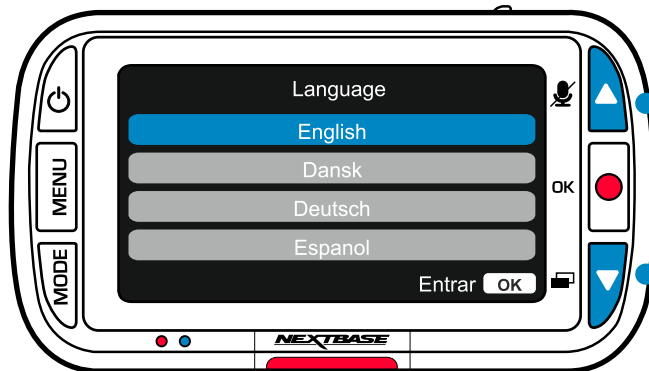 Language
English
Dansk
Deutsch
Espanol
Entrar OK
MENU
MODE
OK
NEXTBASE